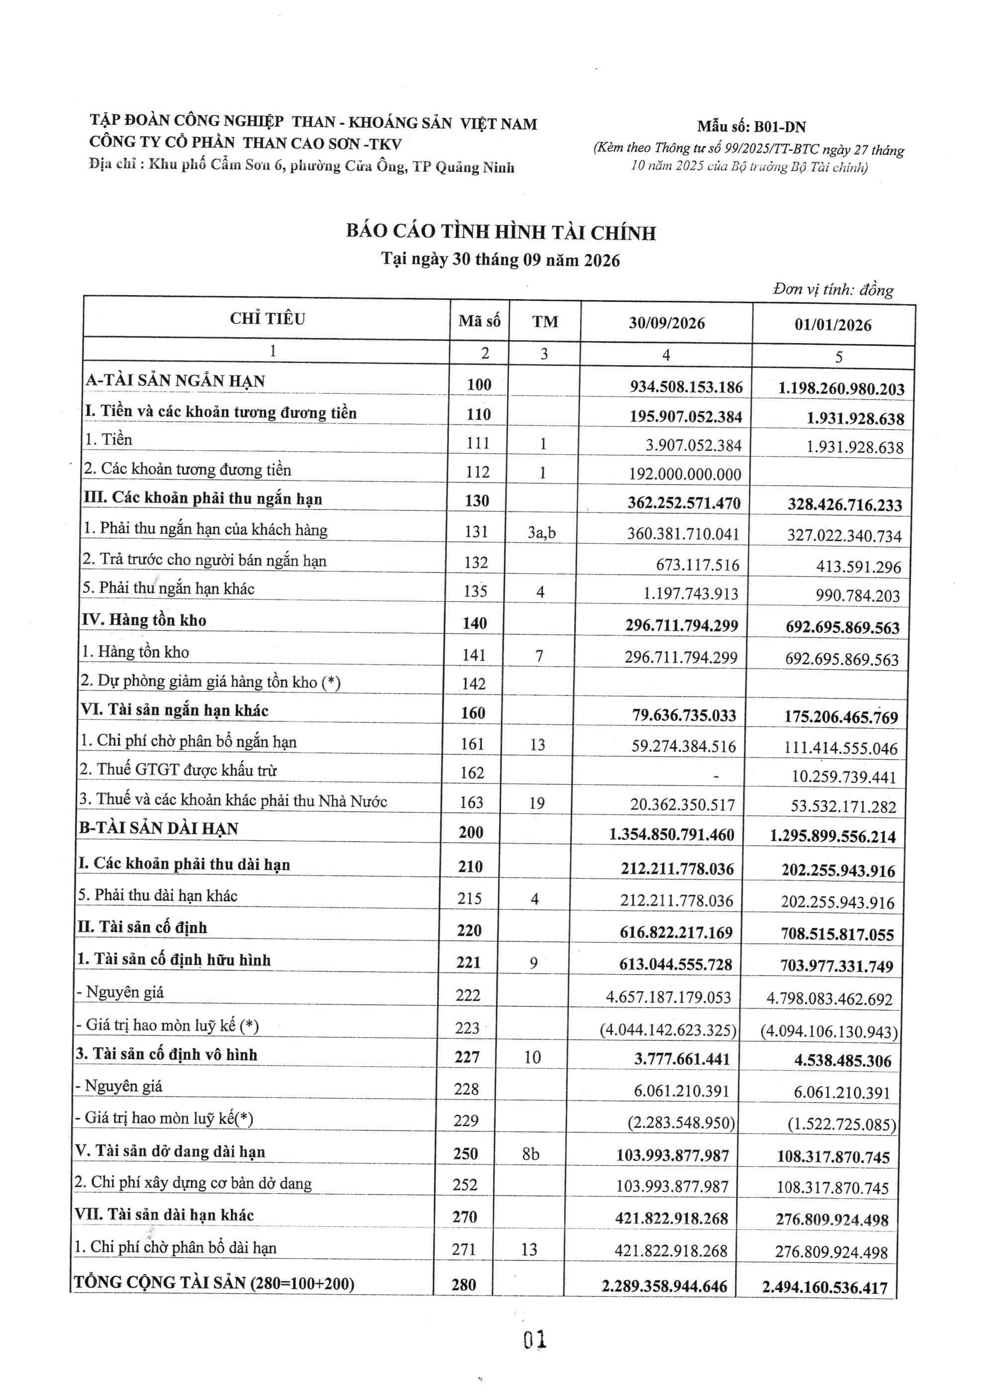 TẬP ĐOÀN CÔNG NGHIỆP THAN - KHOÁNG SẢN VIỆT NAM
CÔNG TY CỔ PHẦN THAN CAO SƠN -TKV
Địa chỉ : Khu phố Cẩm Sơn 6, phường Cửa Ông, TP Quảng Ninh
Mẫu số: B01-DN
(Kèm theo Thông tư số 99/2025/TT-BTC ngày 27 tháng
10 năm 2025 của Bộ trưởng Bộ Tài chính)
BÁO CÁO TÌNH HÌNH TÀI CHÍNH
Tại ngày 30 tháng 09 năm 2026
Đơn vị tính: đồng
CHỈ TIÊU Mã số TM 30/09/2026 01/01/2026
1 2 3 4 5
A-TÀI SẢN NGẮN HẠN 100 934.508.153.186 1.198.260.980.203
I. Tiền và các khoản tương đương tiền 110 195.907.052.384 1.931.928.638
1. Tiền 111 1 3.907.052.384 1.931.928.638
2. Các khoản tương đương tiền 112 1 192.000.000.000
III. Các khoản phải thu ngắn hạn 130 362.252.571.470 328.426.716.233
1. Phải thu ngắn hạn của khách hàng 131 3a,b 360.381.710.041 327.022.340.734
2. Trả trước cho người bán ngắn hạn 132 673.117.516 413.591.296
5. Phải thu ngắn hạn khác 135 4 1.197.743.913 990.784.203
IV. Hàng tồn kho 140 296.711.794.299 692.695.869.563
1. Hàng tồn kho 141 7 296.711.794.299 692.695.869.563
2. Dự phòng giảm giá hàng tồn kho (*) 142
VI. Tài sản ngắn hạn khác 160 79.636.735.033 175.206.465.769
1. Chi phí chờ phân bổ ngắn hạn 161 13 59.274.384.516 111.414.555.046
2. Thuế GTGT được khấu trừ 162 - 10.259.739.441
3. Thuế và các khoản khác phải thu Nhà Nước 163 19 20.362.350.517 53.532.171.282
B-TÀI SẢN DÀI HẠN 200 1.354.850.791.460 1.295.899.556.214
I. Các khoản phải thu dài hạn 210 212.211.778.036 202.255.943.916
5. Phải thu dài hạn khác 215 4 212.211.778.036 202.255.943.916
II. Tài sản cố định 220 616.822.217.169 708.515.817.055
1. Tài sản cố định hữu hình 221 9 613.044.555.728 703.977.331.749
- Nguyên giá 222 4.657.187.179.053 4.798.083.462.692
- Giá trị hao mòn luỹ kế (*) 223 (4.044.142.623.325) (4.094.106.130.943)
3. Tài sản cố định vô hình 227 10 3.777.661.441 4.538.485.306
- Nguyên giá 228 6.061.210.391 6.061.210.391
- Giá trị hao mòn luỹ kế(*) 229 (2.283.548.950) (1.522.725.085)
V. Tài sản dở dang dài hạn 250 8b 103.993.877.987 108.317.870.745
2. Chi phí xây dựng cơ bản dở dang 252 103.993.877.987 108.317.870.745
VII. Tài sản dài hạn khác 270 421.822.918.268 276.809.924.498
1. Chi phí chờ phân bổ dài hạn 271 13 421.822.918.268 276.809.924.498
TỔNG CỘNG TÀI SẢN (280=100+200) 280 2.289.358.944.646 2.494.160.536.417
01